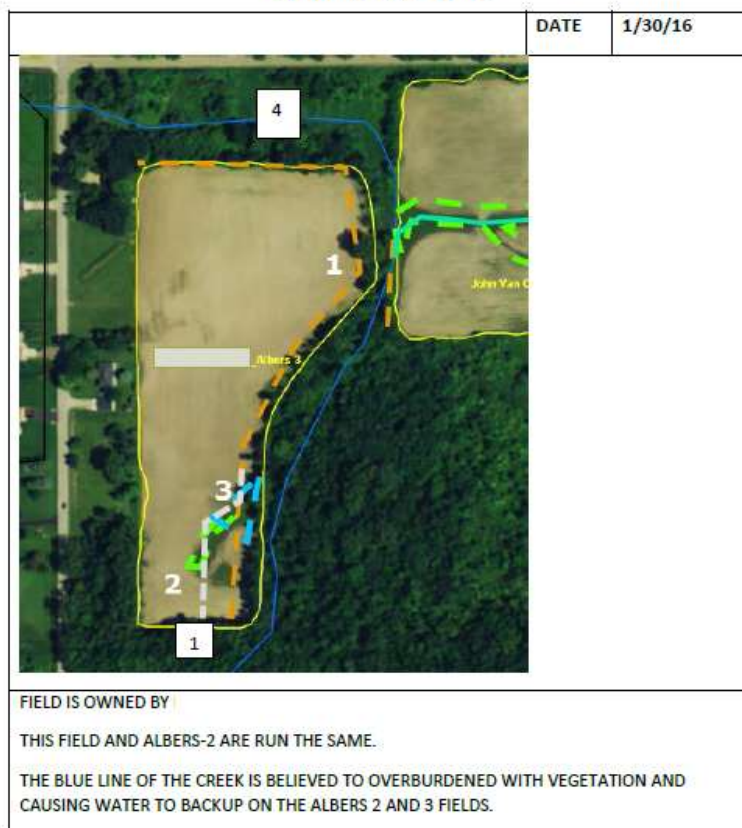 DATE 1/30/16
4
1
John Van
Albers 3
3
2
1
FIELD IS OWNED BY
THIS FIELD AND ALBERS-2 ARE RUN THE SAME.
THE BLUE LINE OF THE CREEK IS BELIEVED TO OVERBURDENED WITH VEGETATION AND
CAUSING WATER TO BACKUP ON THE ALBERS 2 AND 3 FIELDS.